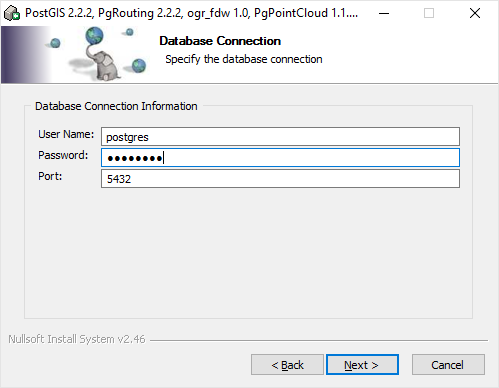 PostGIS 2.2.2, PgRouting 2.2.2, ogr_fdw 1.0, PgPointCloud 1.1....
Database Connection
Specify the database connection
Database Connection Information
User Name: postgres
Password: ●●●●●●●●
Port: 5432
Nullsoft Install System v2.46
< Back Next > Cancel